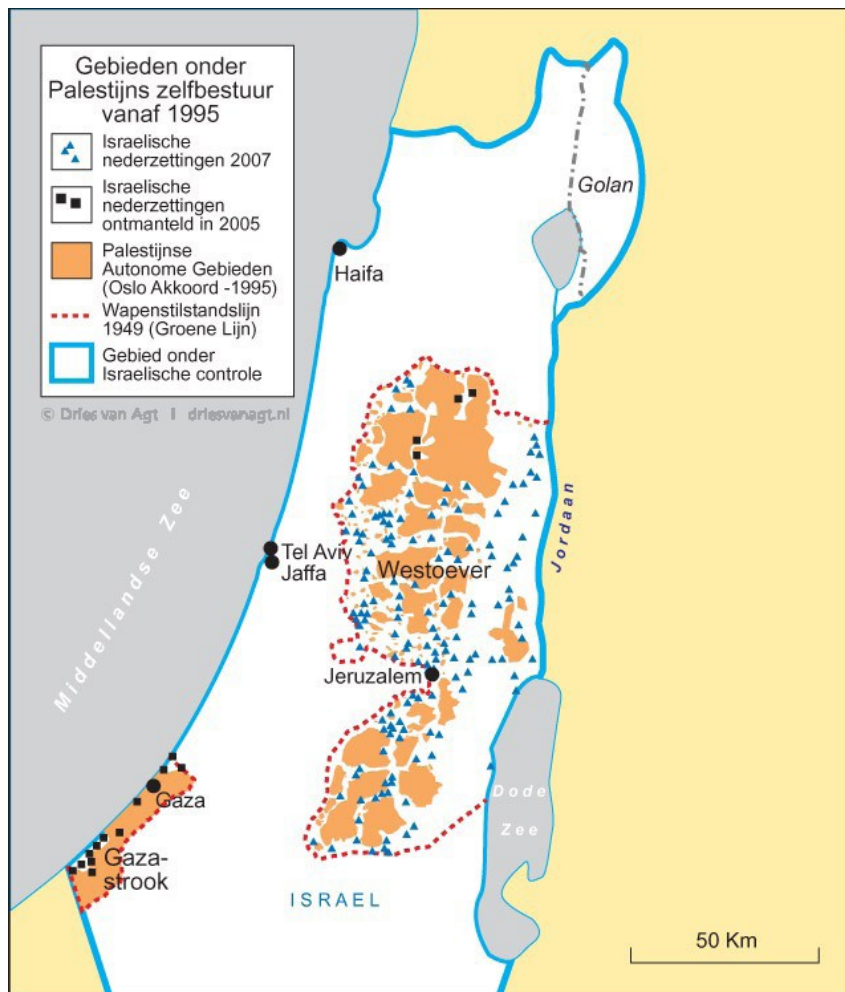 Gebieden onder
Palestijns zelfbestuur
vanaf 1995
Israelische
nederzettingen 2007
Israelische
nederzettingen
ontmanteld in 2005
Palestijnse
Autonome Gebieden
(Oslo Akkoord -1995)
Wapenstilstandslijn
1949 (Groene Lijn)
Gebied onder
Israelische controle
© Dries van Agt | driesvanagt.nl
Golan
Haifa
Middellandse Zee
Tel Aviv
Jaffa
Westoever
Jordaan
Jeruzalem
Gaza
Gaza-
strook
Dode
Zee
ISRAEL
50 Km